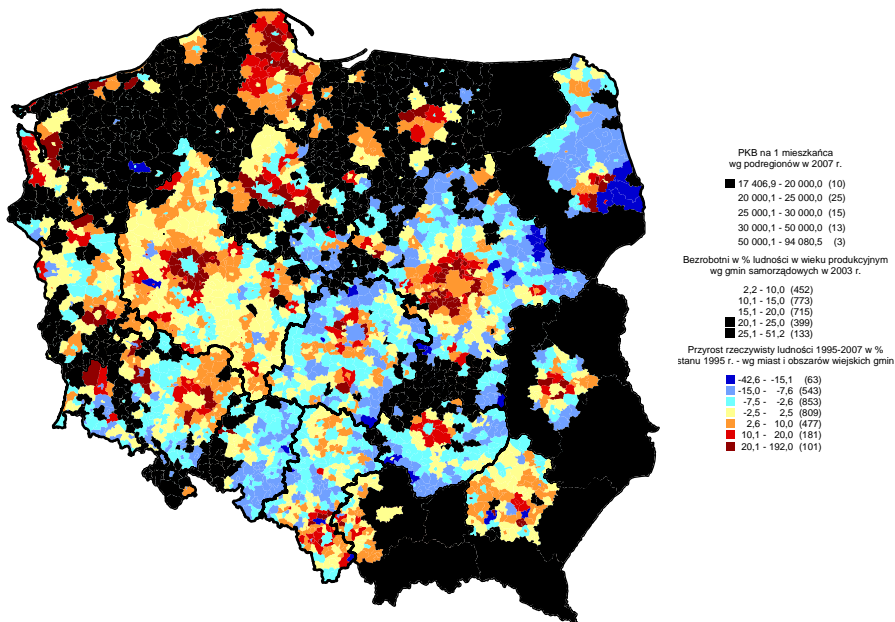 PKB na 1 mieszkańca
wg podregionów w 2007 r.
17 406,9 - 20 000,0 (10)
20 000,1 - 25 000,0 (25)
25 000,1 - 30 000,0 (15)
30 000,1 - 50 000,0 (13)
50 000,1 - 94 080,5 (3)
Bezrobotni w % ludności w wieku produkcyjnym
wg gmin samorządowych w 2003 r.
2,2 - 10,0 (452)
10,1 - 15,0 (773)
15,1 - 20,0 (715)
20,1 - 25,0 (399)
25,1 - 51,2 (133)
Przyrost rzeczywisty ludności 1995-2007 w %
stanu 1995 r. - wg miast i obszarów wiejskich gmin
-42,6 - -15,1 (63)
-15,0 - -7,6 (543)
-7,5 - -2,6 (853)
-2,5 - 2,5 (809)
2,6 - 10,0 (477)
10,1 - 20,0 (181)
20,1 - 192,0 (101)